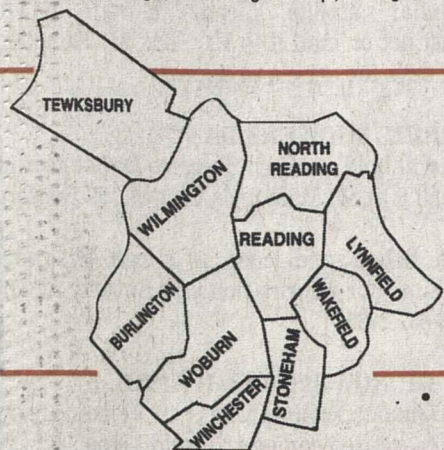 TEWKSBURY
NORTH
READING
WILMINGTON
READING
LYNNFIELD
BURLINGTON
WAKEFIELD
WOBURN
STONEHAM
WINCHESTER